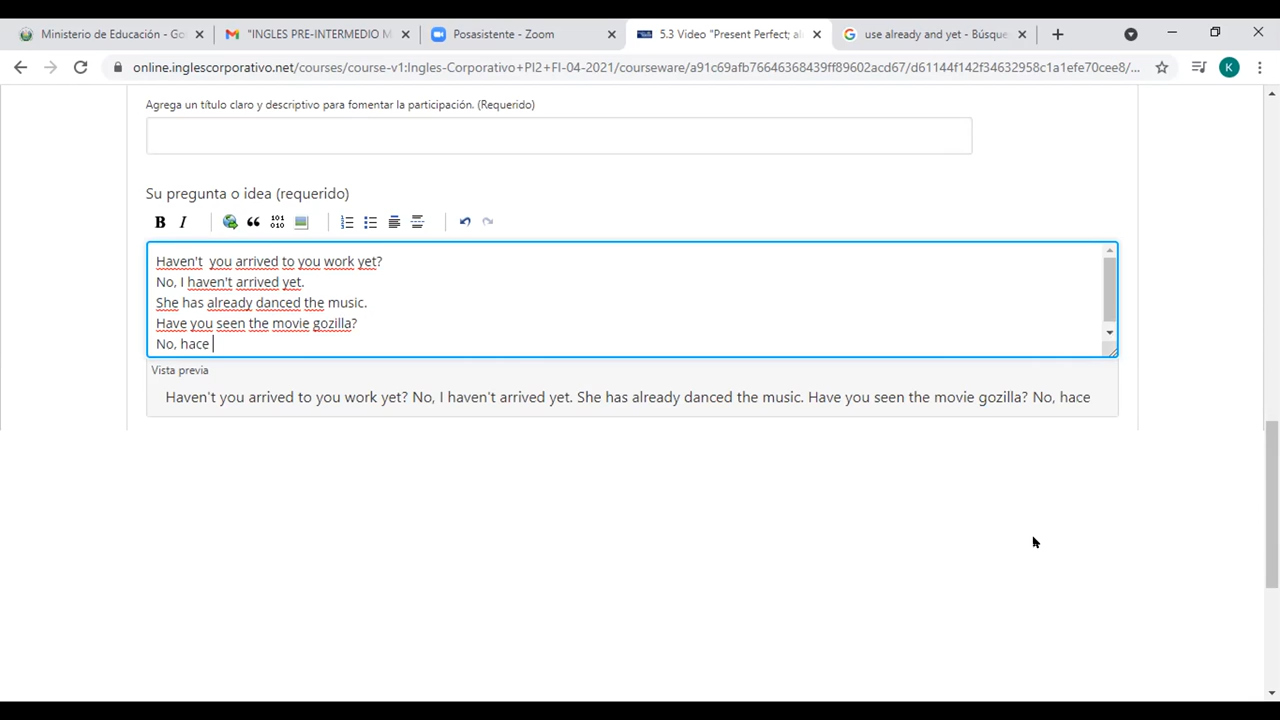 Ministerio de Educación - Go
"INGLES PRE-INTERMEDIO M
Posasistente - Zoom
5.3 Video "Present Perfect; al
use already and yet - Búsque
online.inglescorporativo.net/courses/course-v1:Ingles-Corporativo+PI2+FI-04-2021/courseware/a91c69afb76646368439ff89602acd67/d61144f142f34632958c1a1efe70cee8/...
K
Agrega un título claro y descriptivo para fomentar la participación. (Requerido)
Su pregunta o idea (requerido)
B I
Haven't you arrived to you work yet?
No, I haven't arrived yet.
She has already danced the music.
Have you seen the movie gozilla?
No, hace
Vista previa
Haven't you arrived to you work yet? No, I haven't arrived yet. She has already danced the music. Have you seen the movie gozilla? No, hace